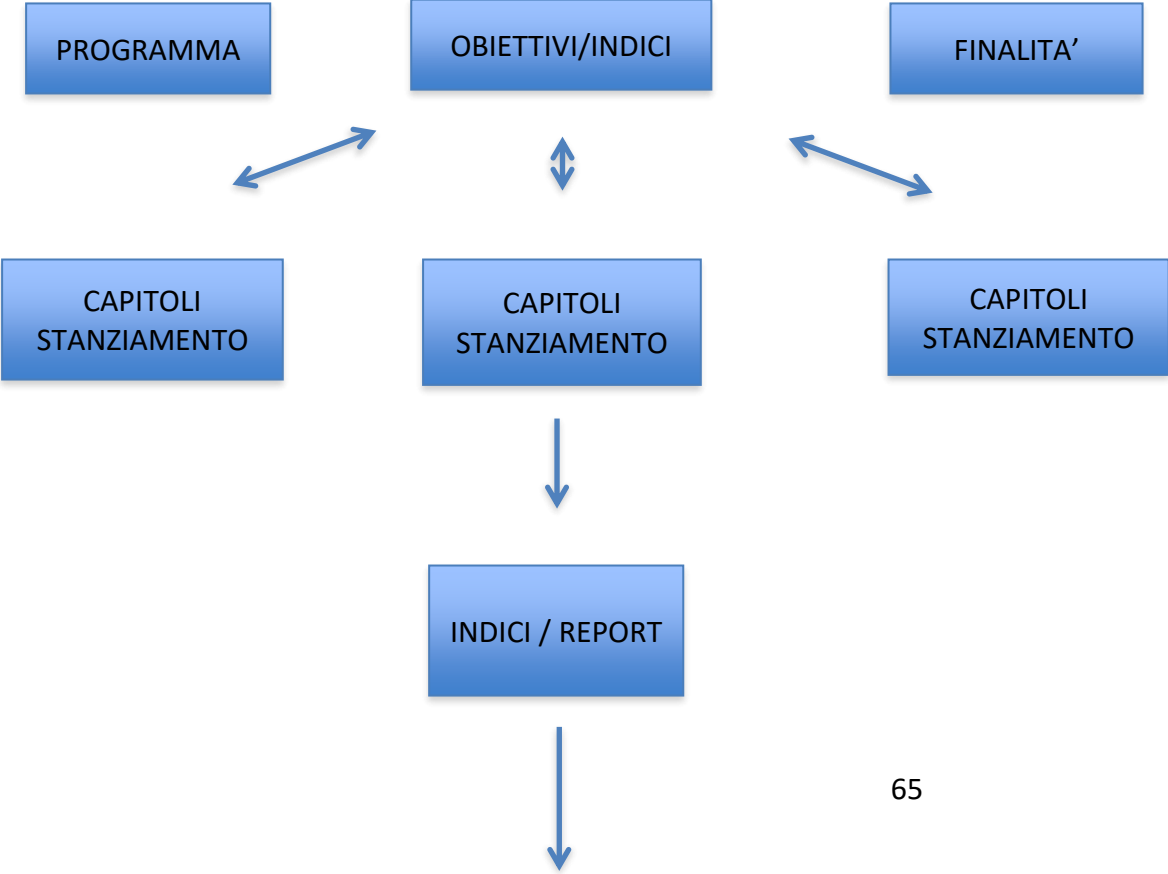 PROGRAMMA
OBIETTIVI/INDICI
FINALITA’
CAPITOLI
STANZIAMENTO
CAPITOLI
STANZIAMENTO
CAPITOLI
STANZIAMENTO
INDICI / REPORT
65